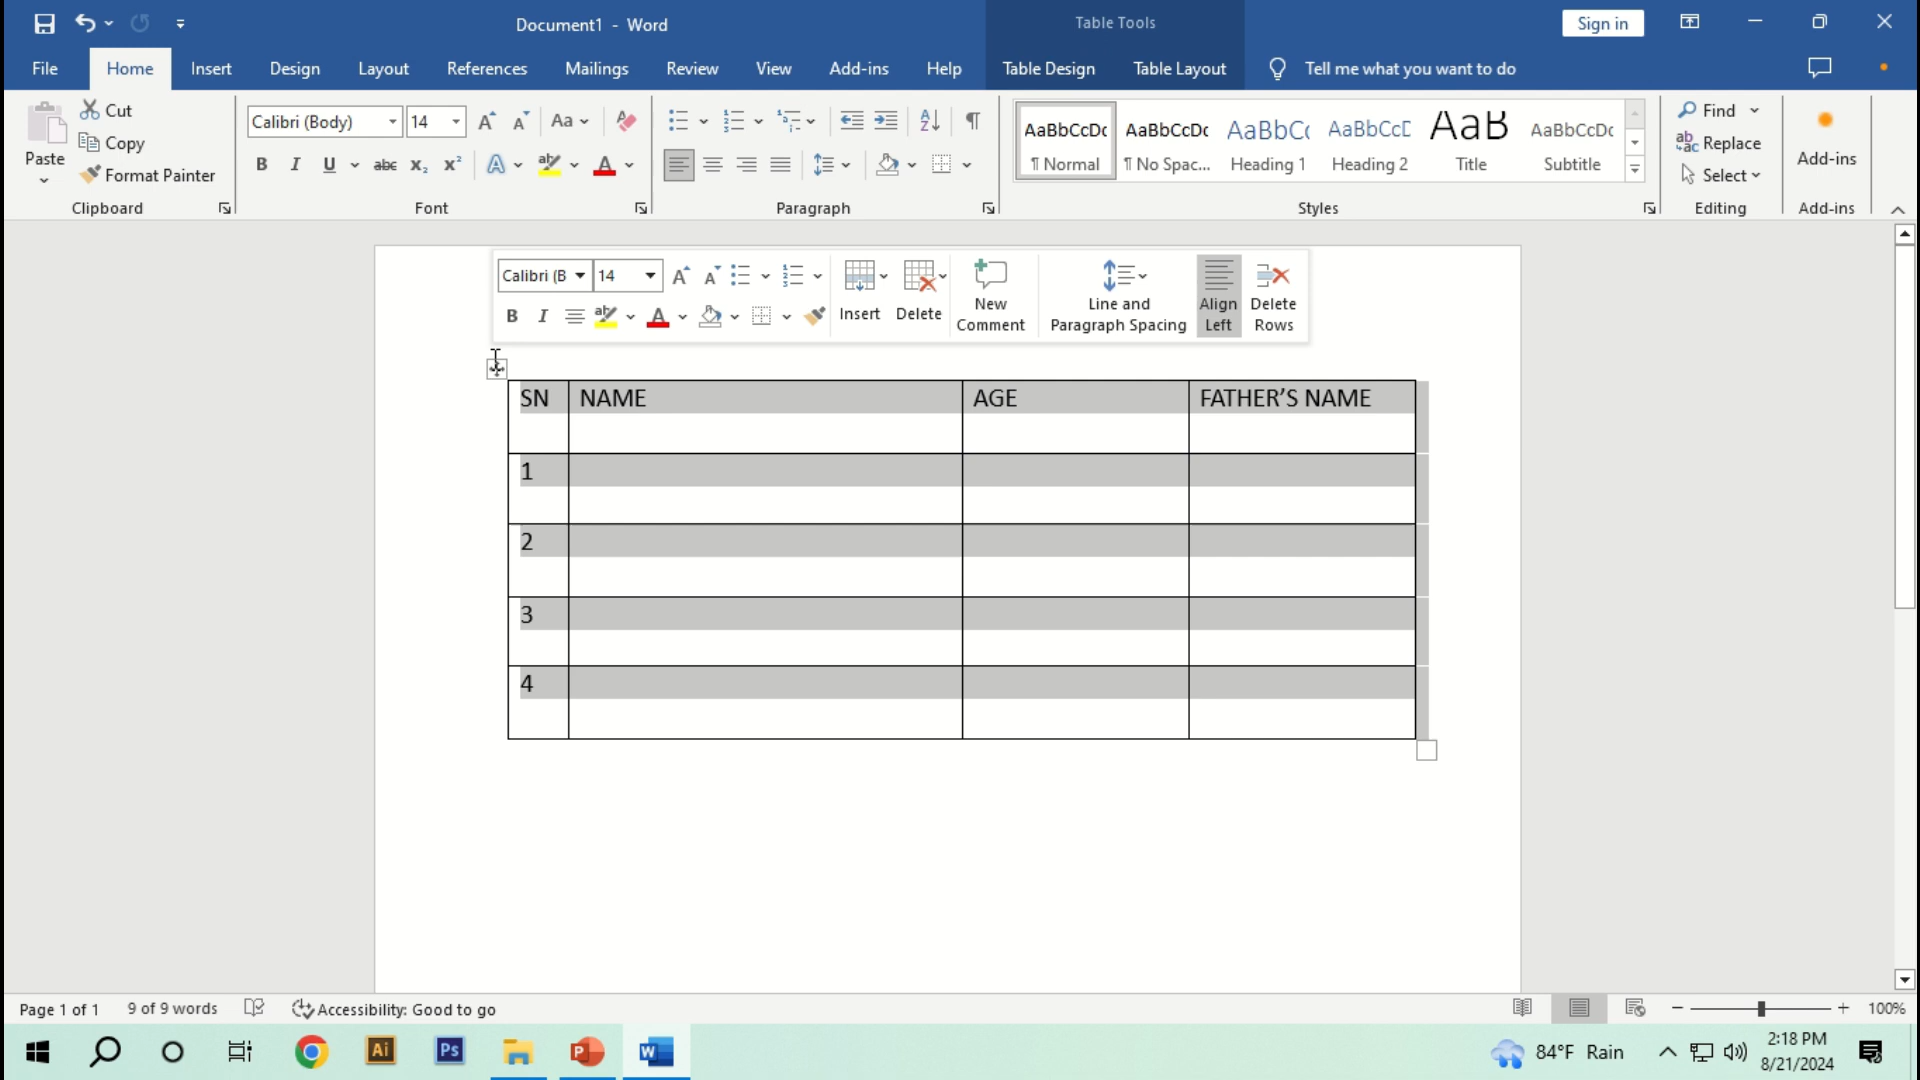 Document1 - Word
Table Tools
Sign in
File Home Insert Design Layout References Mailings Review View Add-ins Help Table Design Table Layout Tell me what you want to do
Paste
Cut
Copy
Format Painter
Clipboard
Calibri (Body) 14
Font
Paragraph
AaBbCcDc AaBbCcDc AaBbCc AaBbCcD AaB AaBbCcDc
¶ Normal ¶ No Spac... Heading 1 Heading 2 Title Subtitle
Styles
Find
Replace
Select
Editing
Add-ins
Add-ins
Calibri (B 14
Insert
Delete
New
Comment
Line and
Paragraph Spacing
Align
Left
Delete
Rows
SN NAME AGE FATHER’S NAME
1
2
3
4
Page 1 of 1 9 of 9 words Accessibility: Good to go 100%
Ai Ps P W 84°F Rain
2:18 PM
8/21/2024